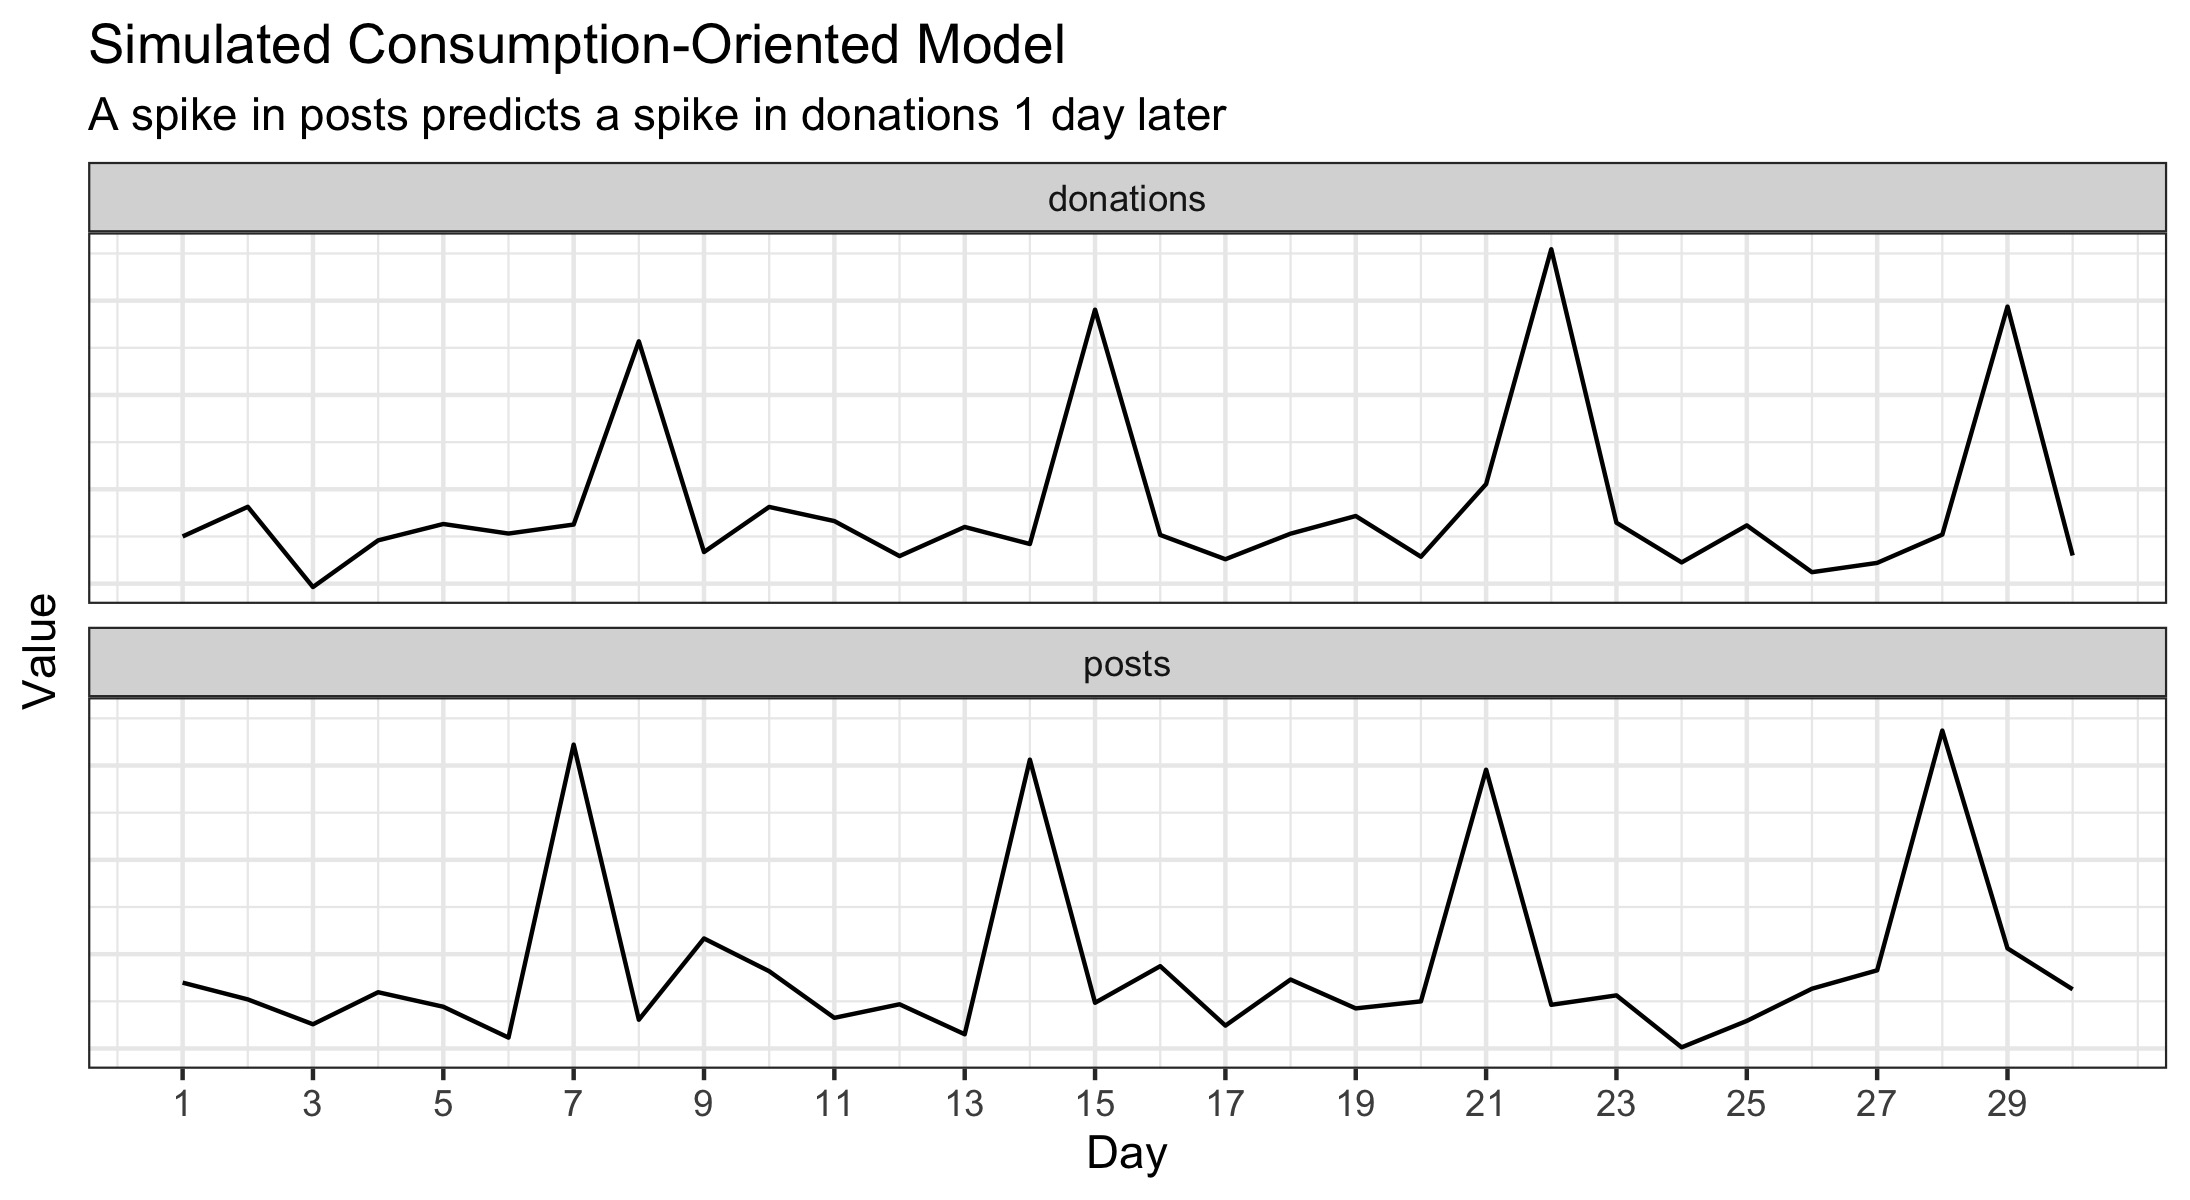 Simulated Consumption-Oriented Model
A spike in posts predicts a spike in donations 1 day later
donations
Value
posts
1 3 5 7 9 11 13 15 17 19 21 23 25 27 29
Day